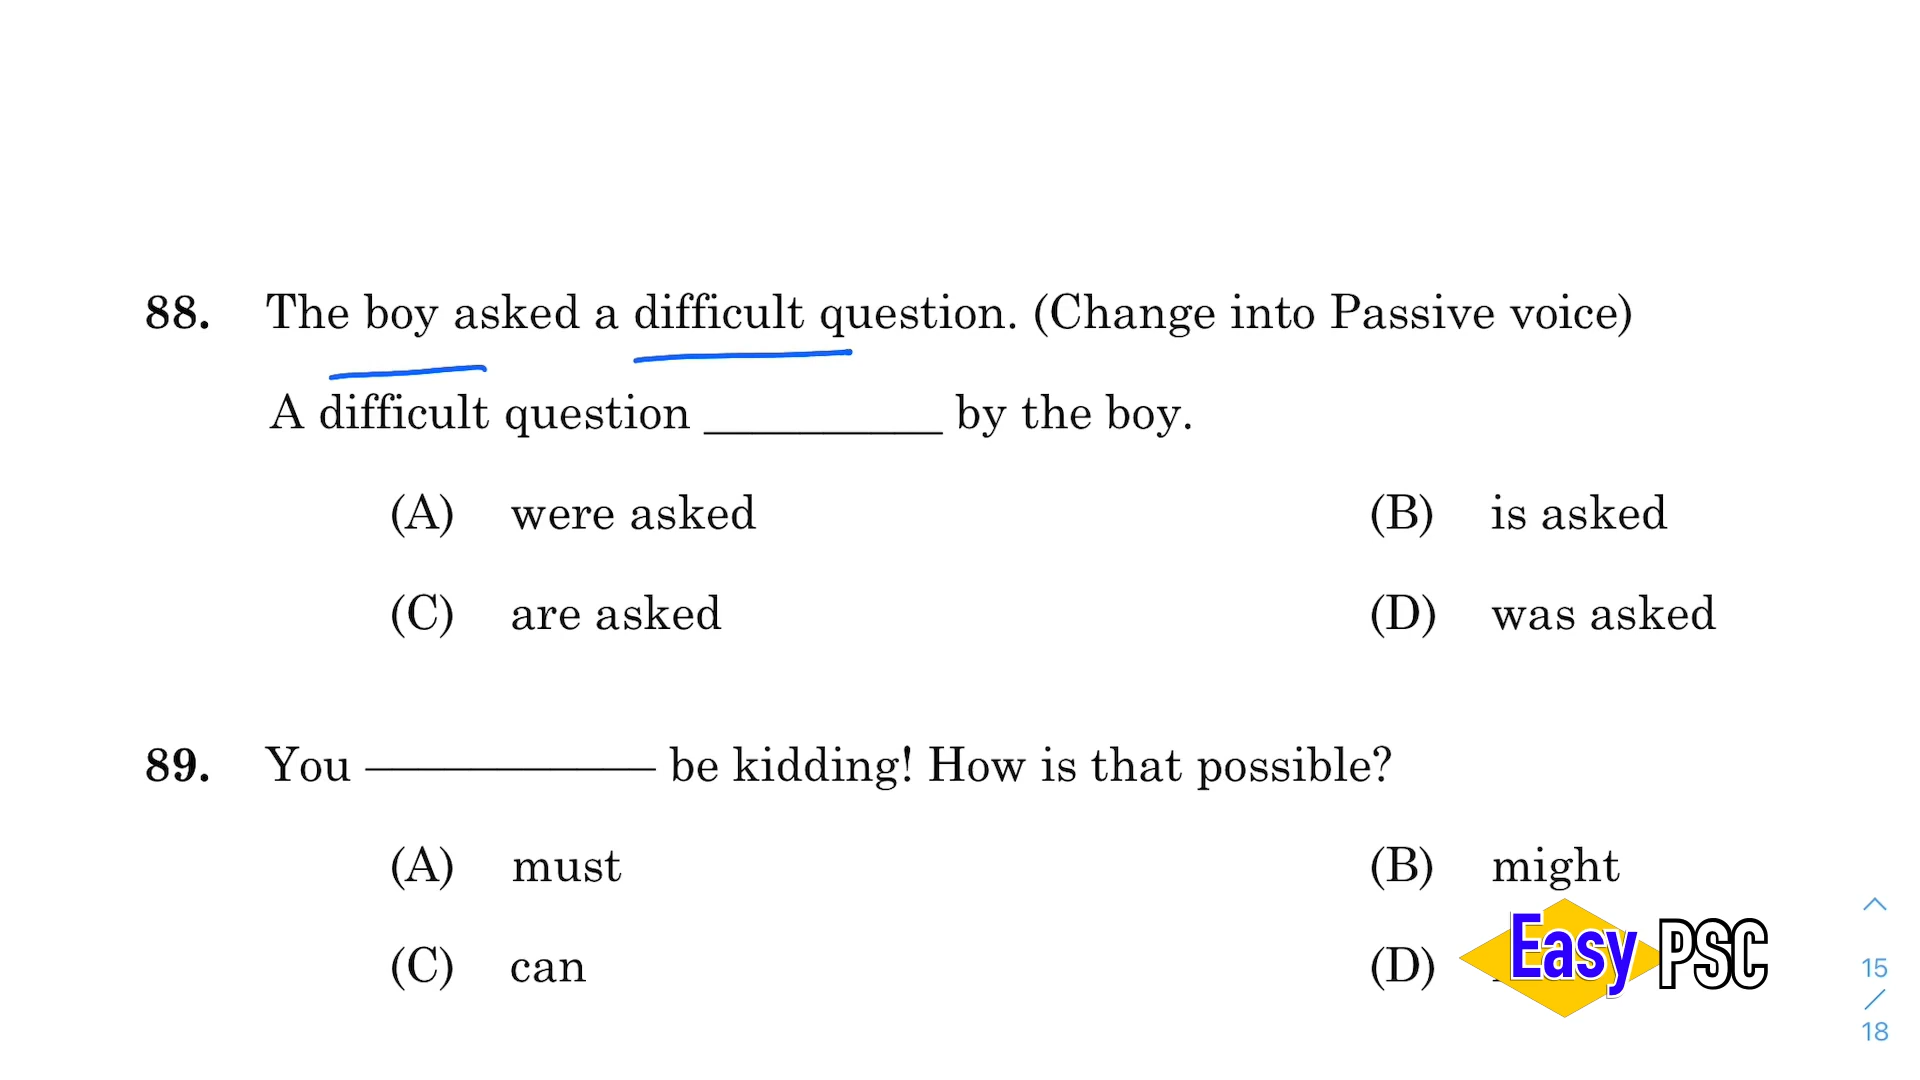 88. The boy asked a difficult question. (Change into Passive voice)
A difficult question __________ by the boy.
(A) were asked (B) is asked
(C) are asked (D) was asked
89. You __________ be kidding! How is that possible?
(A) must (B) might
(C) can (D)
Easy PSC
15
/
18